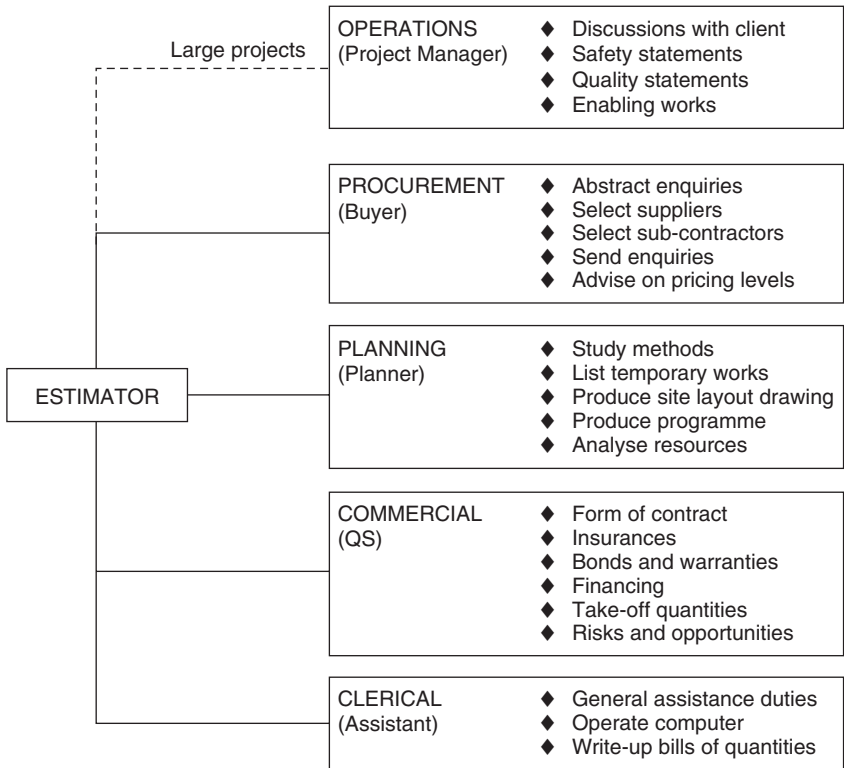 Large projects
OPERATIONS
(Project Manager)
♦ Discussions with client
♦ Safety statements
♦ Quality statements
♦ Enabling works
PROCUREMENT
(Buyer)
♦ Abstract enquiries
♦ Select suppliers
♦ Select sub-contractors
♦ Send enquiries
♦ Advise on pricing levels
ESTIMATOR
PLANNING
(Planner)
♦ Study methods
♦ List temporary works
♦ Produce site layout drawing
♦ Produce programme
♦ Analyse resources
COMMERCIAL
(QS)
♦ Form of contract
♦ Insurances
♦ Bonds and warranties
♦ Financing
♦ Take-off quantities
♦ Risks and opportunities
CLERICAL
(Assistant)
♦ General assistance duties
♦ Operate computer
♦ Write-up bills of quantities